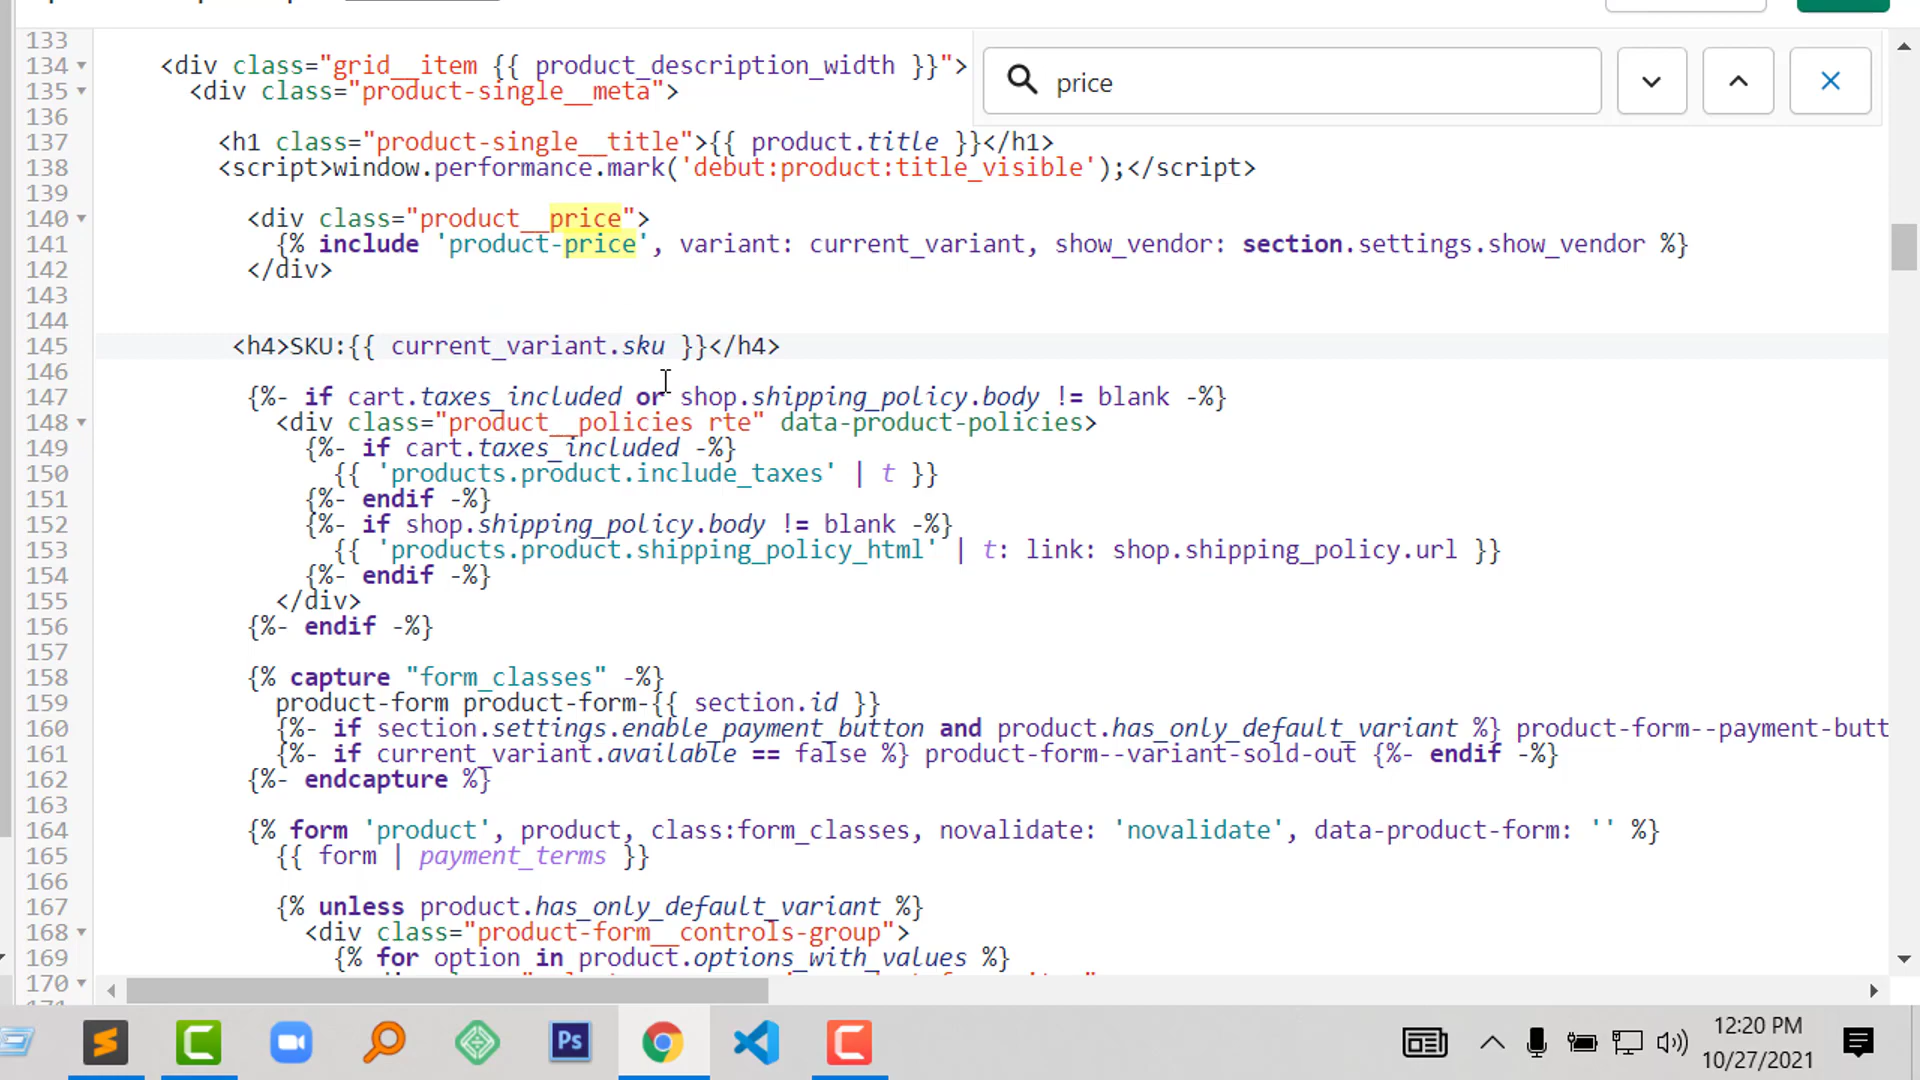 133
134 <div class="grid__item {{ product_description_width }}">
price
135 <div class="product-single__meta">
136
137 <h1 class="product-single__title">{{ product.title }}</h1>
138 <script>window.performance.mark('debut:product:title_visible');</script>
139
140 <div class="product__price">
141 {% include 'product-price', variant: current_variant, show_vendor: section.settings.show_vendor %}
142 </div>
143
144
145 <h4>SKU:{{ current_variant.sku }}</h4>
146
147 {%- if cart.taxes_included or shop.shipping_policy.body != blank -%}
148 <div class="product__policies rte" data-product-policies>
149 {%- if cart.taxes_included -%}
150 {{ 'products.product.include_taxes' | t }}
151 {%- endif -%}
152 {%- if shop.shipping_policy.body != blank -%}
153 {{ 'products.product.shipping_policy_html' | t: link: shop.shipping_policy.url }}
154 {%- endif -%}
155 </div>
156 {%- endif -%}
157
158 {% capture "form_classes" -%}
159 product-form product-form-{{ section.id }}
160 {%- if section.settings.enable_payment_button and product.has_only_default_variant %} product-form--payment-butt
161 {%- if current_variant.available == false %} product-form--variant-sold-out {%- endif -%}
162 {%- endcapture %}
163
164 {% form 'product', product, class:form_classes, novalidate: 'novalidate', data-product-form: '' %}
165 {{ form | payment_terms }}
166
167 {% unless product.has_only_default_variant %}
168 <div class="product-form__controls-group">
169 {% for option in product.options_with_values %}
170
Ps
12:20 PM
10/27/2021